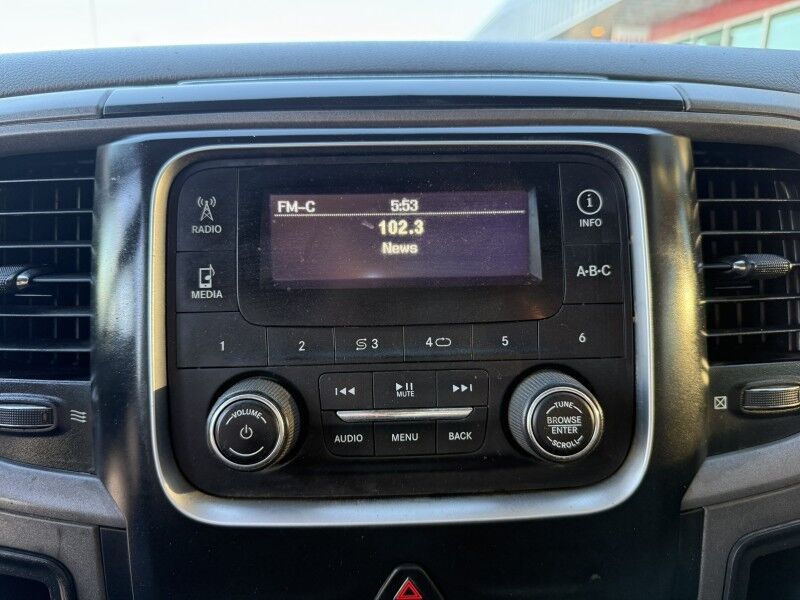 FM-C 5:53
102.3
News
RADIO
MEDIA
INFO
A·B·C
1 2 3 4 5 6
VOLUME
MUTE
AUDIO MENU BACK
TUNE
BROWSE
ENTER
SCROLL